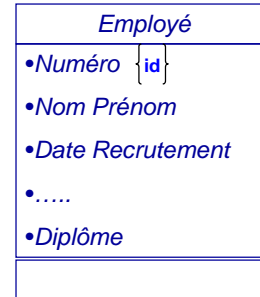 Employé
•Numéro {id}
•Nom Prénom
•Date Recrutement
•…..
•Diplôme